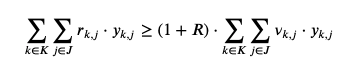 ∑_{k∈K} ∑_{j∈J} r_{k,j} · y_{k,j} ≥ (1 + R) · ∑_{k∈K} ∑_{j∈J} v_{k,j} · y_{k,j}